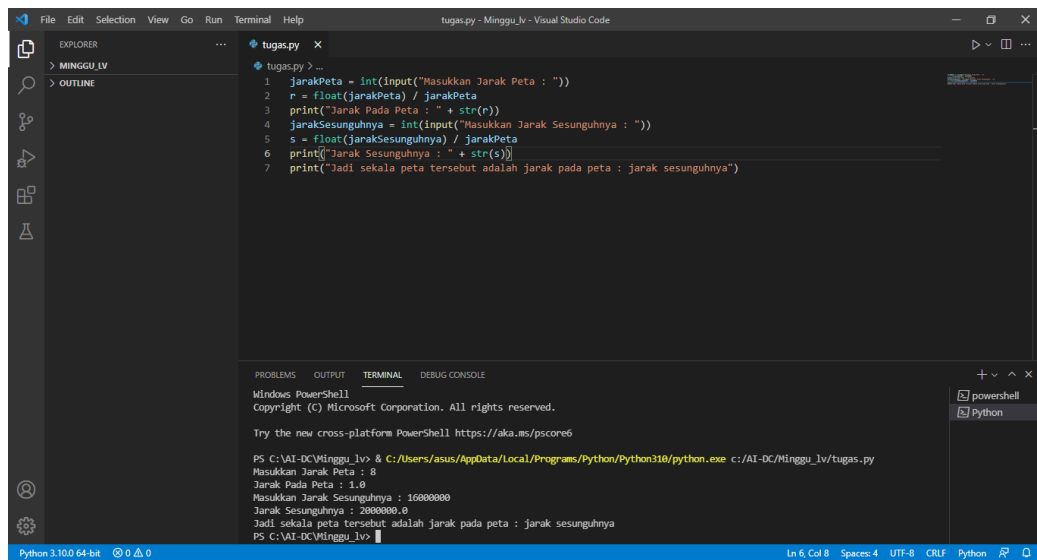 File Edit Selection View Go Run Terminal Help
tugas.py - Minggu_lv - Visual Studio Code
EXPLORER
MINGGU_LV
OUTLINE
tugas.py
tugas.py > ...
1 jarakPeta = int(input("Masukkan Jarak Peta : "))
2 r = float(jarakPeta) / jarakPeta
3 print("Jarak Pada Peta : " + str(r))
4 jarakSesunguhnya = int(input("Masukkan Jarak Sesunguhnya : "))
5 s = float(jarakSesunguhnya) / jarakPeta
6 print("Jarak Sesunguhnya : " + str(s))
7 print("Jadi sekala peta tersebut adalah jarak pada peta : jarak sesunguhnya")
PROBLEMS OUTPUT TERMINAL DEBUG CONSOLE
Windows PowerShell
Copyright (C) Microsoft Corporation. All rights reserved.
Try the new cross-platform PowerShell https://aka.ms/pscore6
PS C:\AI-DC\Minggu_lv> & C:/Users/asus/AppData/Local/Programs/Python/Python310/python.exe c:/AI-DC/Minggu_lv/tugas.py
Masukkan Jarak Peta : 8
Jarak Pada Peta : 1.0
Masukkan Jarak Sesunguhnya : 16000000
Jarak Sesunguhnya : 2000000.0
Jadi sekala peta tersebut adalah jarak pada peta : jarak sesunguhnya
PS C:\AI-DC\Minggu_lv>
powershell
Python
Python 3.10.0 64-bit 0 0
Ln 6, Col 8 Spaces: 4 UTF-8 CRLF Python